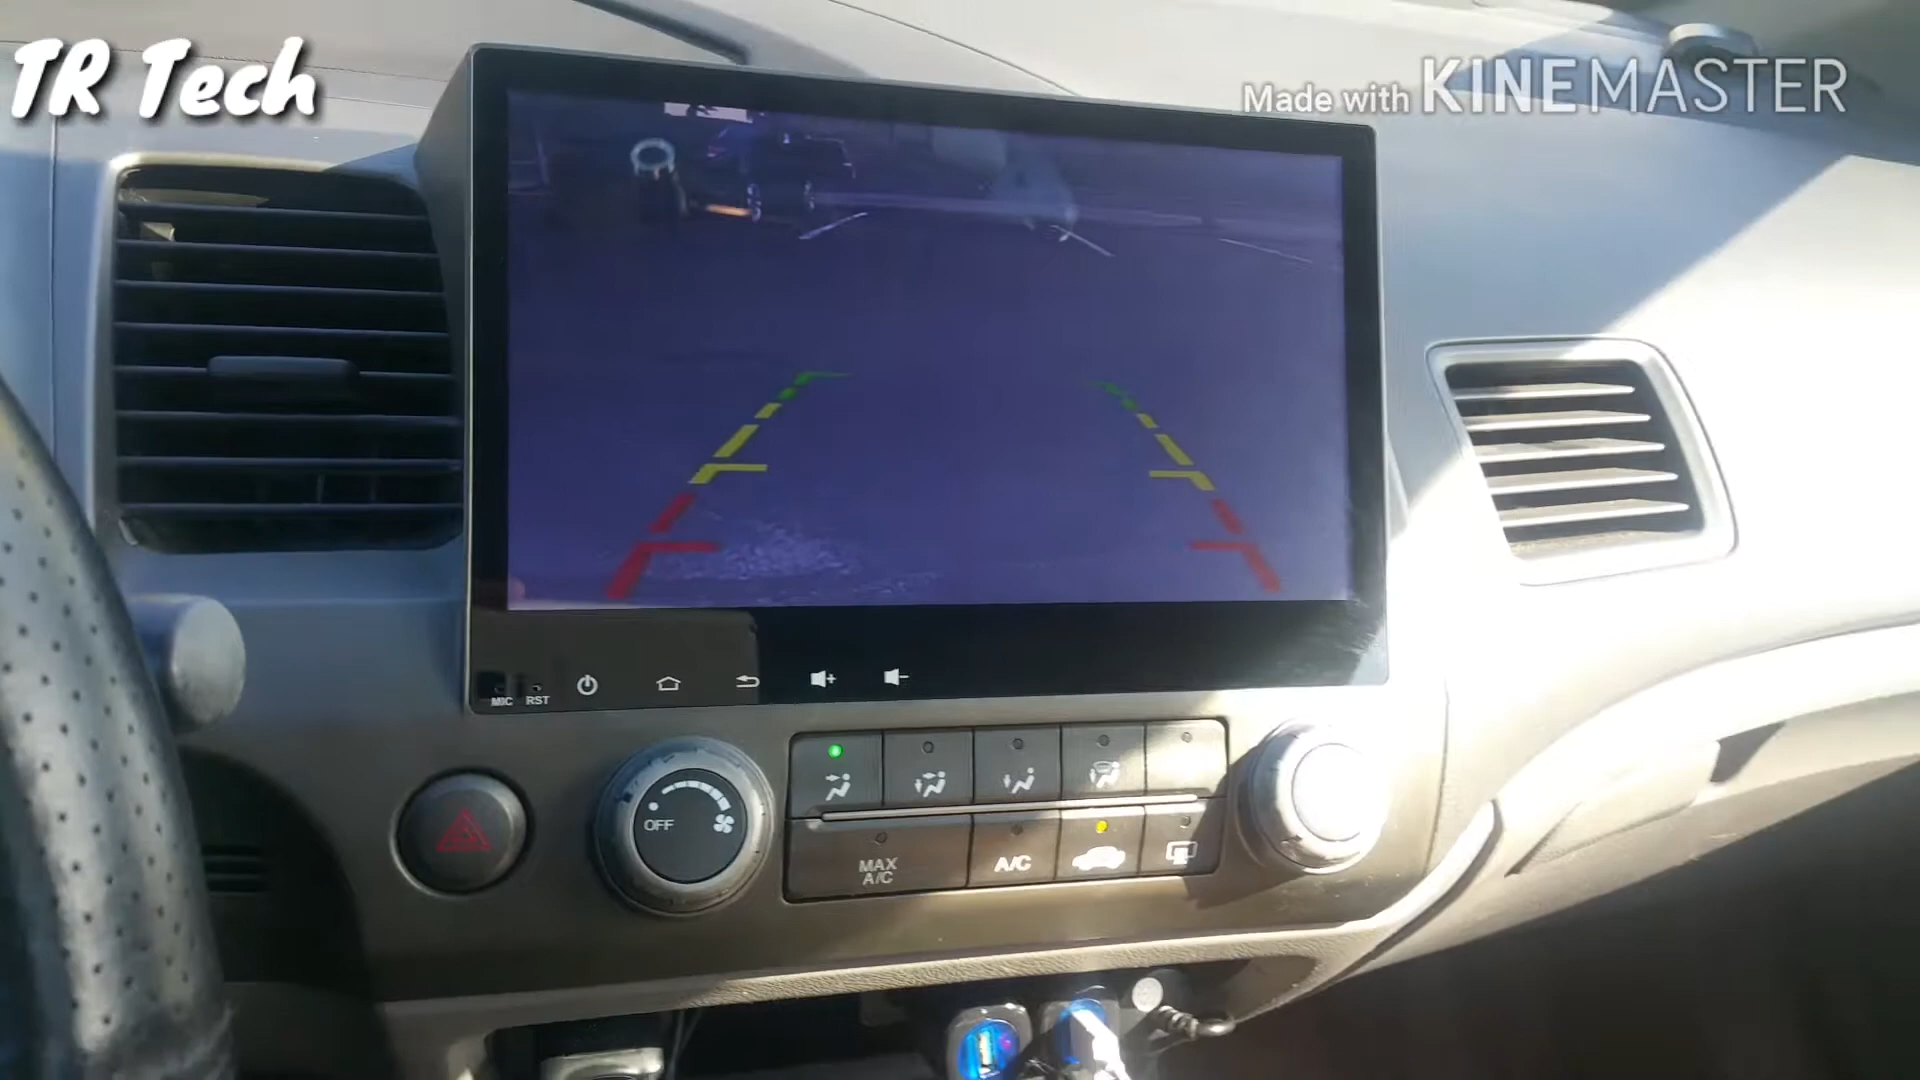 TR Tech
Made with KINEMASTER
MIC
RST
OFF
MAX
A/C
A/C